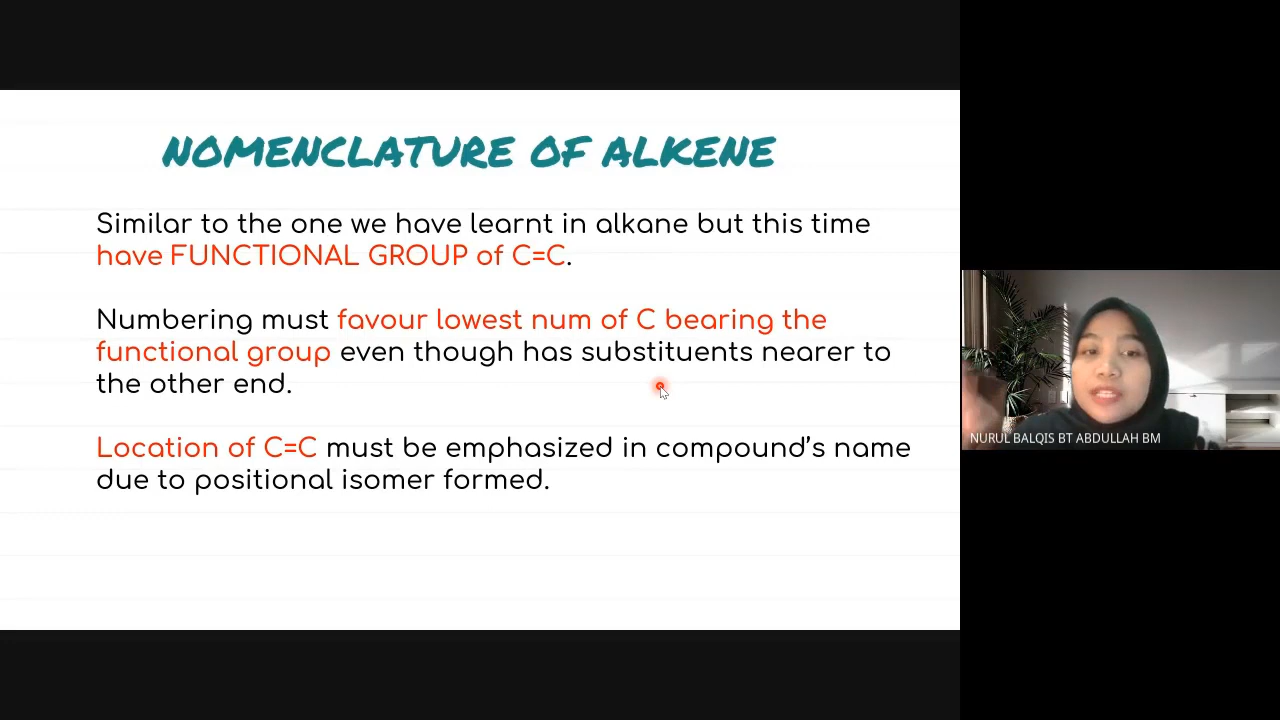 NOMENCLATURE OF ALKENE
Similar to the one we have learnt in alkane but this time
have FUNCTIONAL GROUP of C=C.
Numbering must favour lowest num of C bearing the
functional group even though has substituents nearer to
the other end.
Location of C=C must be emphasized in compound’s name
due to positional isomer formed.
NURUL BALQIS BT ABDULLAH BM